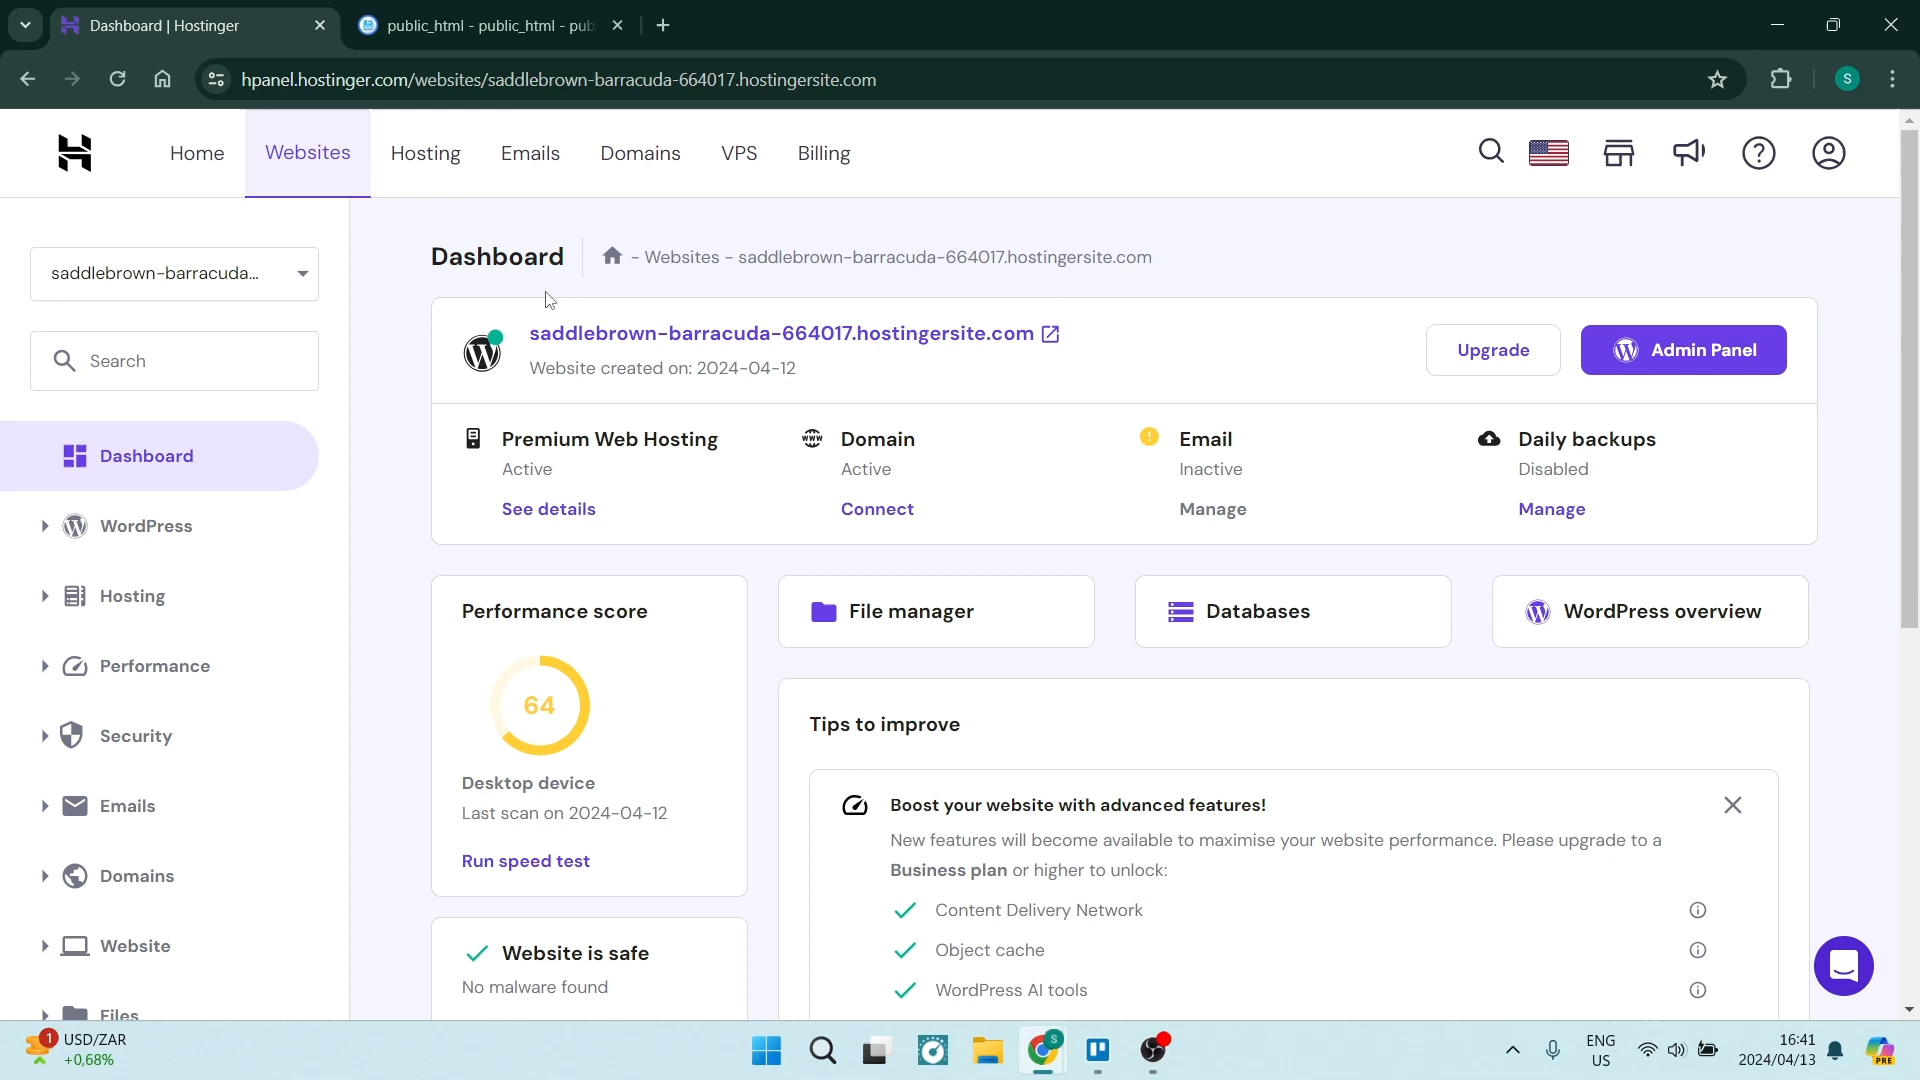 Dashboard | Hostinger
public_html - public_html - pub
hpanel.hostinger.com/websites/saddlebrown-barracuda-664017.hostingersite.com
S
Home
Websites
Hosting
Emails
Domains
VPS
Billing
saddlebrown-barracuda...
Search
Dashboard
WordPress
Hosting
Performance
Security
Emails
Domains
Website
Files
Dashboard
- Websites - saddlebrown-barracuda-664017.hostingersite.com
saddlebrown-barracuda-664017.hostingersite.com
Website created on: 2024-04-12
Upgrade
Admin Panel
Premium Web Hosting
Active
See details
Domain
Active
Connect
Email
Inactive
Manage
Daily backups
Disabled
Manage
Performance score
64
Desktop device
Last scan on 2024-04-12
Run speed test
Website is safe
No malware found
File manager
Databases
WordPress overview
Tips to improve
Boost your website with advanced features!
New features will become available to maximise your website performance. Please upgrade to a
Business plan or higher to unlock:
Content Delivery Network
Object cache
WordPress AI tools
1
USD/ZAR
+0,68%
S
ENG
US
16:41
2024/04/13
PRE